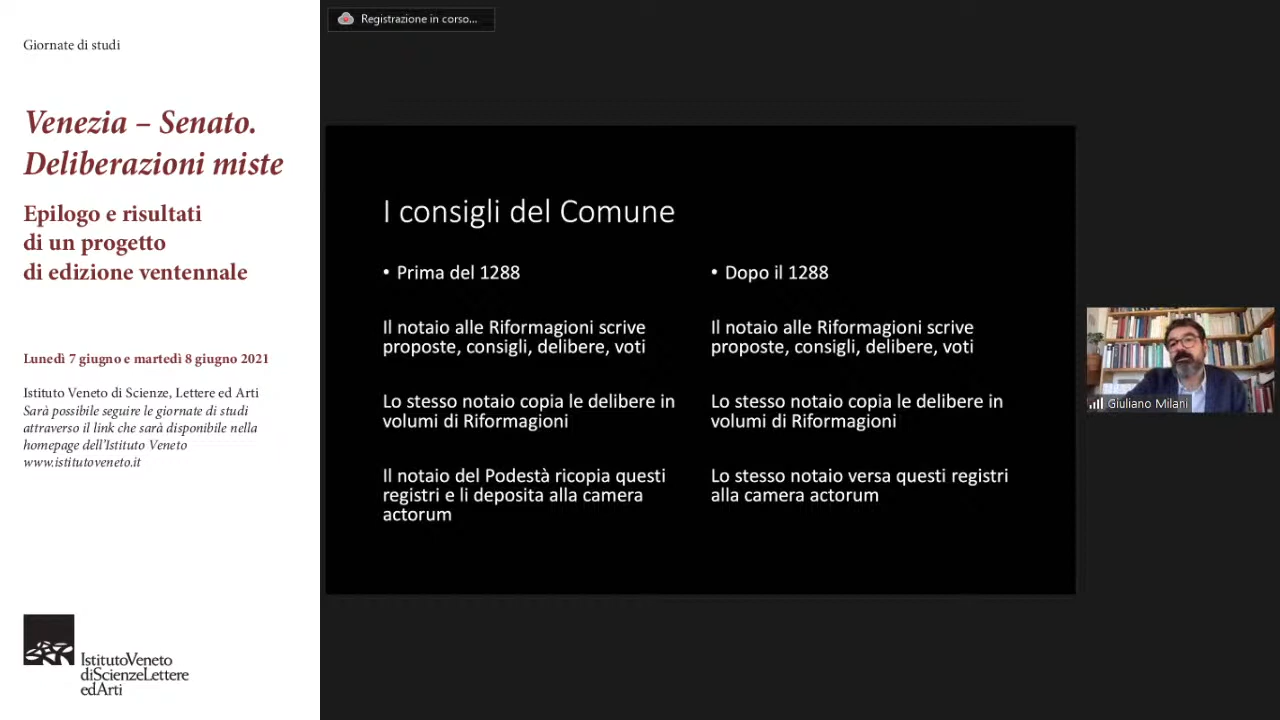 Giornate di studi
Venezia – Senato.
Deliberazioni miste
Epilogo e risultati
di un progetto
di edizione ventennale
Lunedì 7 giugno e martedì 8 giugno 2021
Istituto Veneto di Scienze, Lettere ed Arti
Sarà possibile seguire le giornate di studi
attraverso il link che sarà disponibile nella
homepage dell'Istituto Veneto
www.istitutoveneto.it
IstitutoVeneto
diScienzeLettere
edArti
Registrazione in corso...
I consigli del Comune
• Prima del 1288
Il notaio alle Riformagioni scrive
proposte, consigli, delibere, voti
Lo stesso notaio copia le delibere in
volumi di Riformagioni
Il notaio del Podestà ricopia questi
registri e li deposita alla camera
actorum
• Dopo il 1288
Il notaio alle Riformagioni scrive
proposte, consigli, delibere, voti
Lo stesso notaio copia le delibere in
volumi di Riformagioni
Lo stesso notaio versa questi registri
alla camera actorum
Giuliano Milani